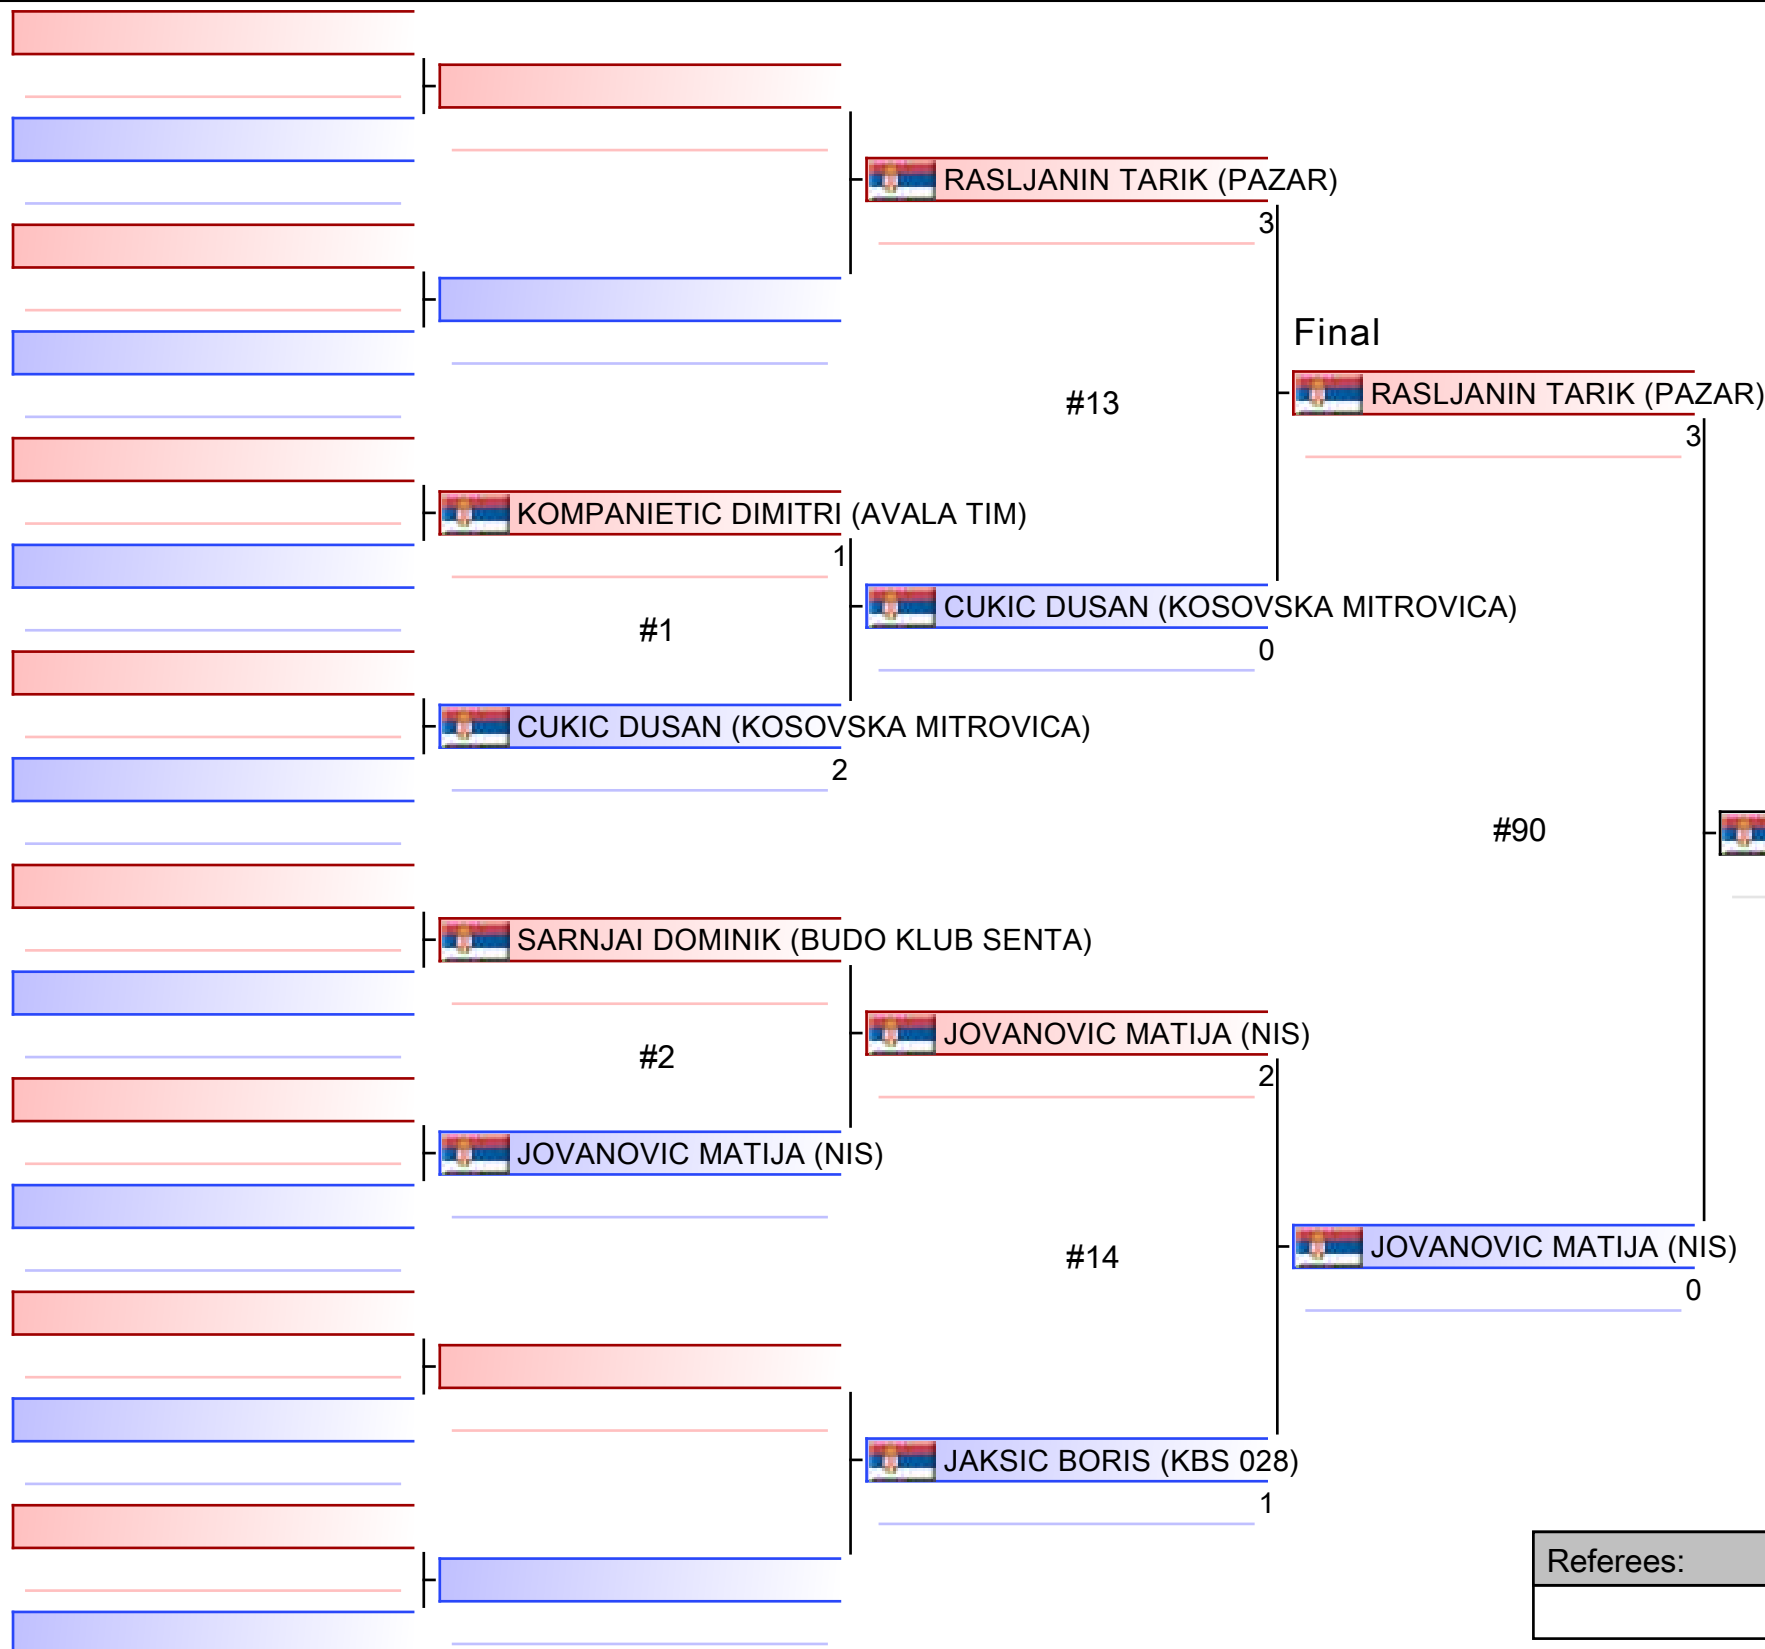 RASLJANIN TARIK (PAZAR)
3
Final
#13
RASLJANIN TARIK (PAZAR)
3
KOMPANIETIC DIMITRI (AVALA TIM)
1
#1
CUKIC DUSAN (KOSOVSKA MITROVICA)
0
CUKIC DUSAN (KOSOVSKA MITROVICA)
2
#90
SARNJAI DOMINIK (BUDO KLUB SENTA)
#2
JOVANOVIC MATIJA (NIS)
2
JOVANOVIC MATIJA (NIS)
#14
JOVANOVIC MATIJA (NIS)
0
JAKSIC BORIS (KBS 028)
1
Referees: